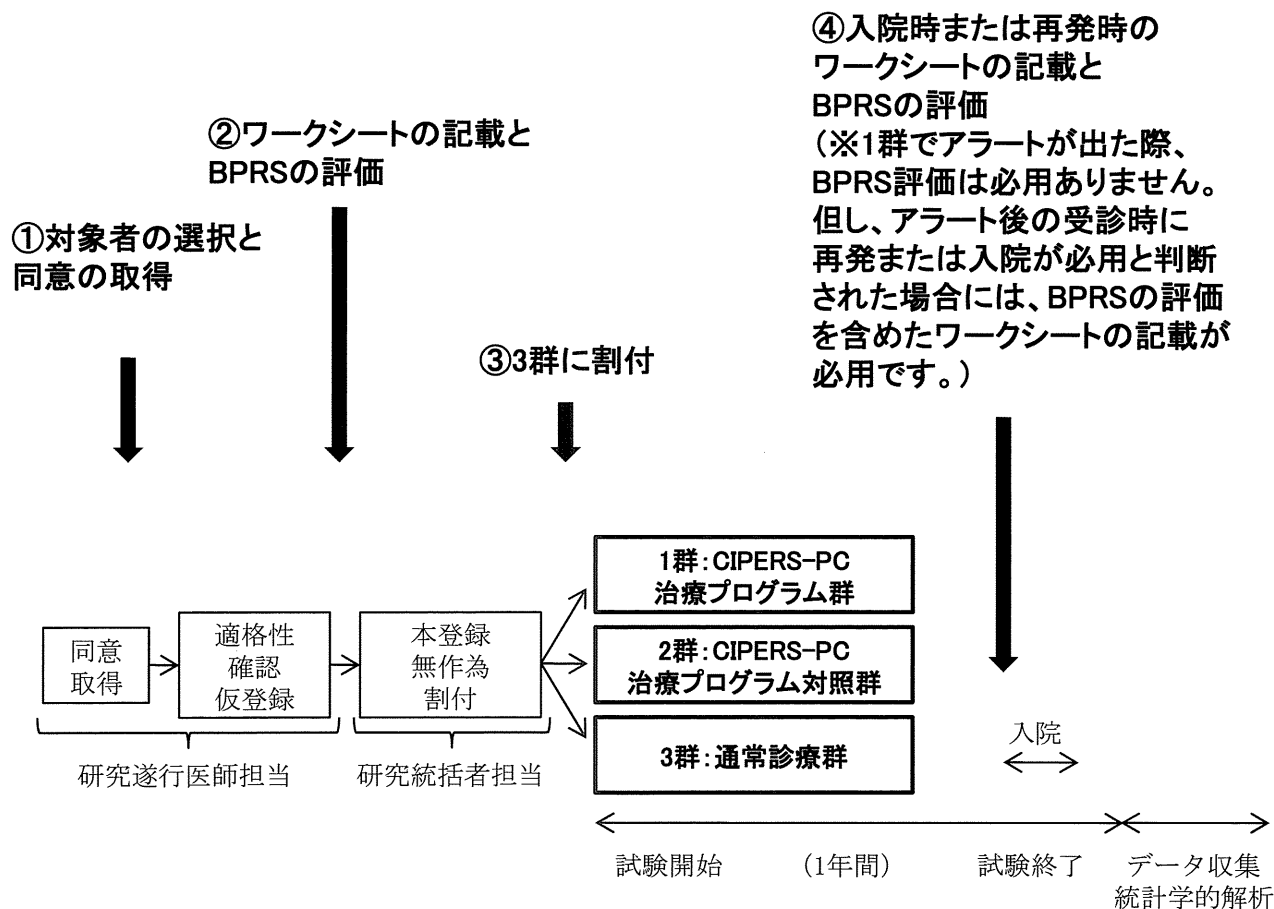 ①対象者の選択と
同意の取得
②ワークシートの記載と
BPRSの評価
③3群に割付
④入院時または再発時の
ワークシートの記載と
BPRSの評価
(※1群でアラートが出た際、
BPRS評価は必用ありません。
但し、アラート後の受診時に
再発または入院が必用と判断
された場合には、BPRSの評価
を含めたワークシートの記載が
必用です。)
同意
取得
適格性
確認
仮登録
研究遂行医師担当
本登録
無作為
割付
研究統括者担当
1群:CIPERS-PC
治療プログラム群
2群:CIPERS-PC
治療プログラム対照群
3群:通常診療群
入院
試験開始
(1年間)
試験終了
データ収集
統計学的解析